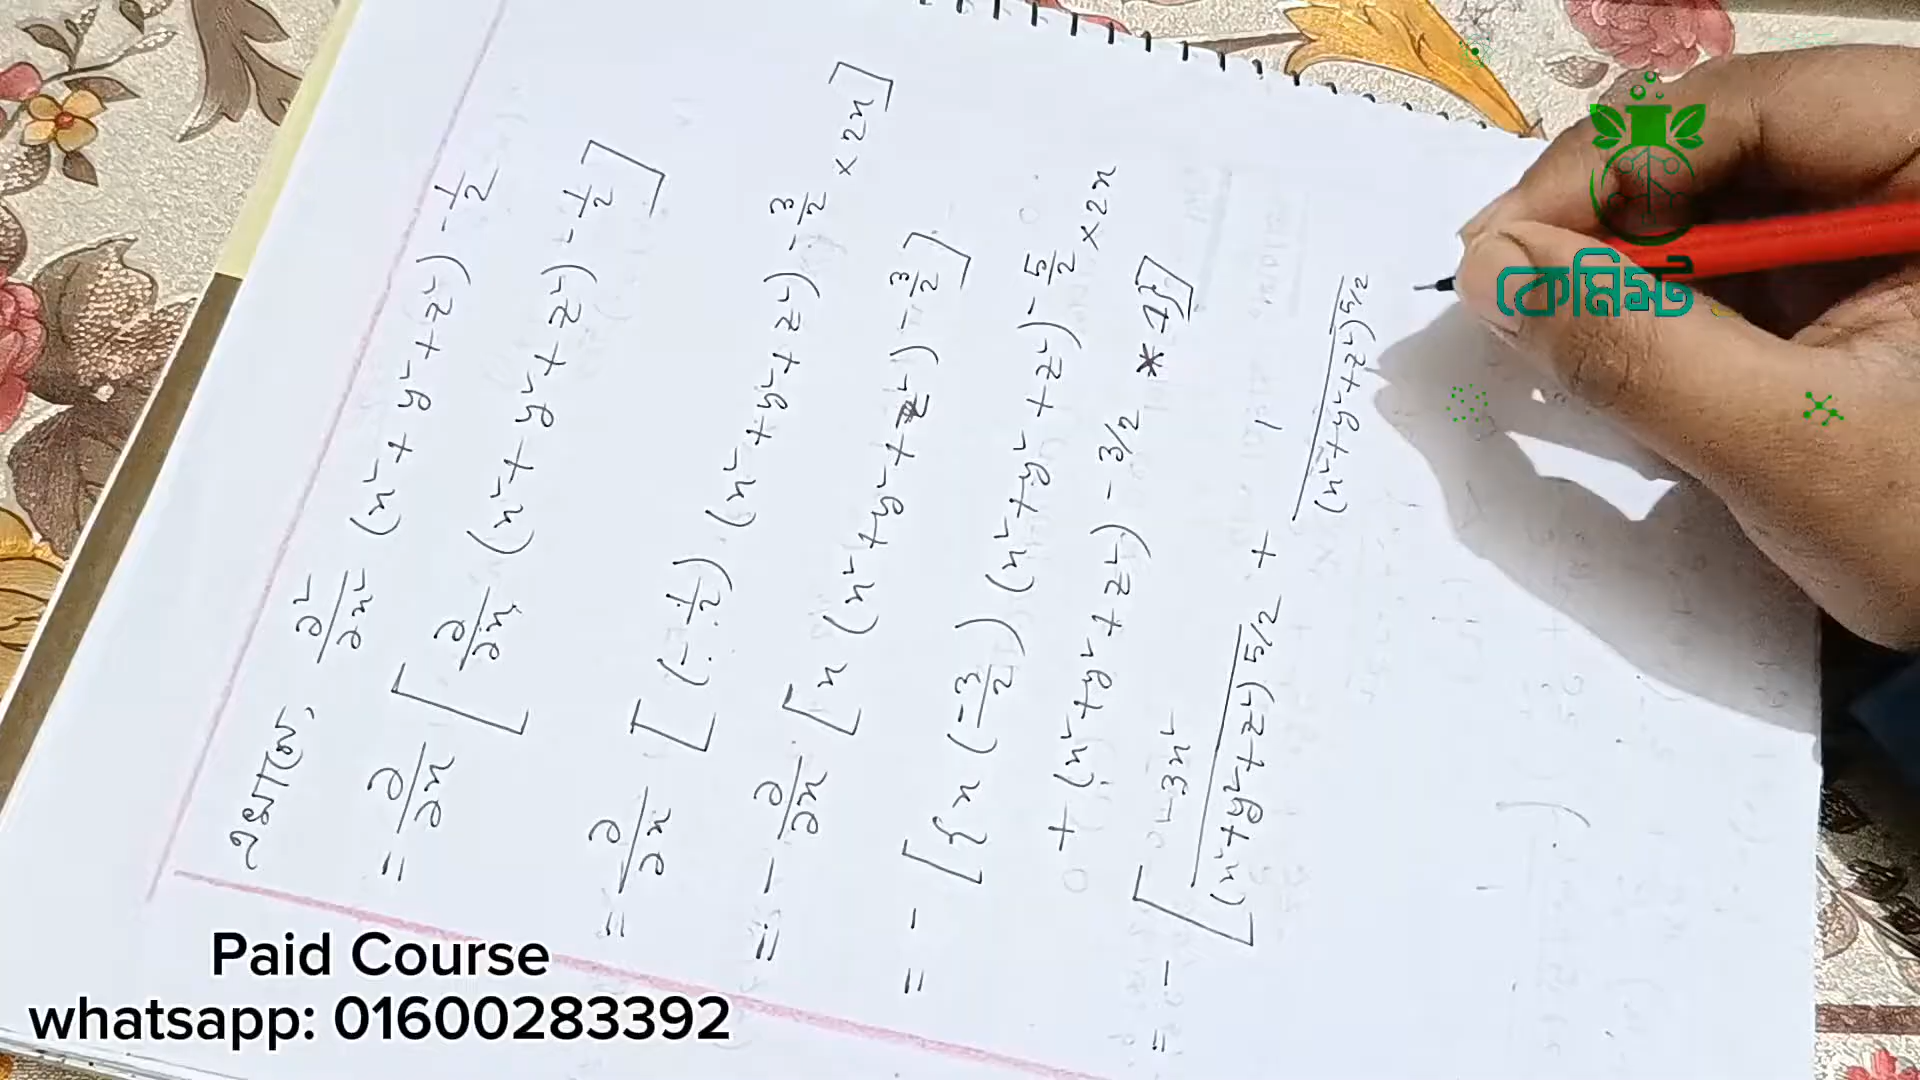 এখানে, ∂²/∂x² (x² + y² + z²)^-1/2
= ∂/∂x [ ∂/∂x (x² + y² + z²)^-1/2 ]
= ∂/∂x [ (-1/2) (x² + y² + z²)^-3/2 × 2x ]
= - ∂/∂x [ x (x² + y² + z²)^-3/2 ]
= - [ { x (-3/2) (x² + y² + z²)^-5/2 × 2x
+ (x² + y² + z²)^-3/2 * 1 } ]
= - [ -3x² / (x² + y² + z²)^5/2 + 1 / (x² + y² + z²)^5/2
কেমিস্ট
Paid Course
whatsapp: 01600283392